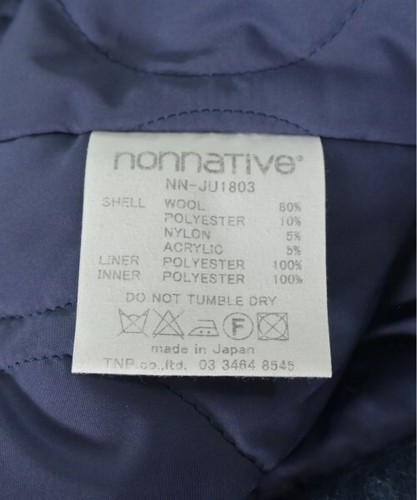 nonnative
NN-JU1803
SHELL WOOL 80%
POLYESTER 10%
NYLON 5%
ACRYLIC 5%
LINER POLYESTER 100%
INNER POLYESTER 100%
DO NOT TUMBLE DRY
F
made in Japan
TNP.co.,ltd. 03 3464 8545